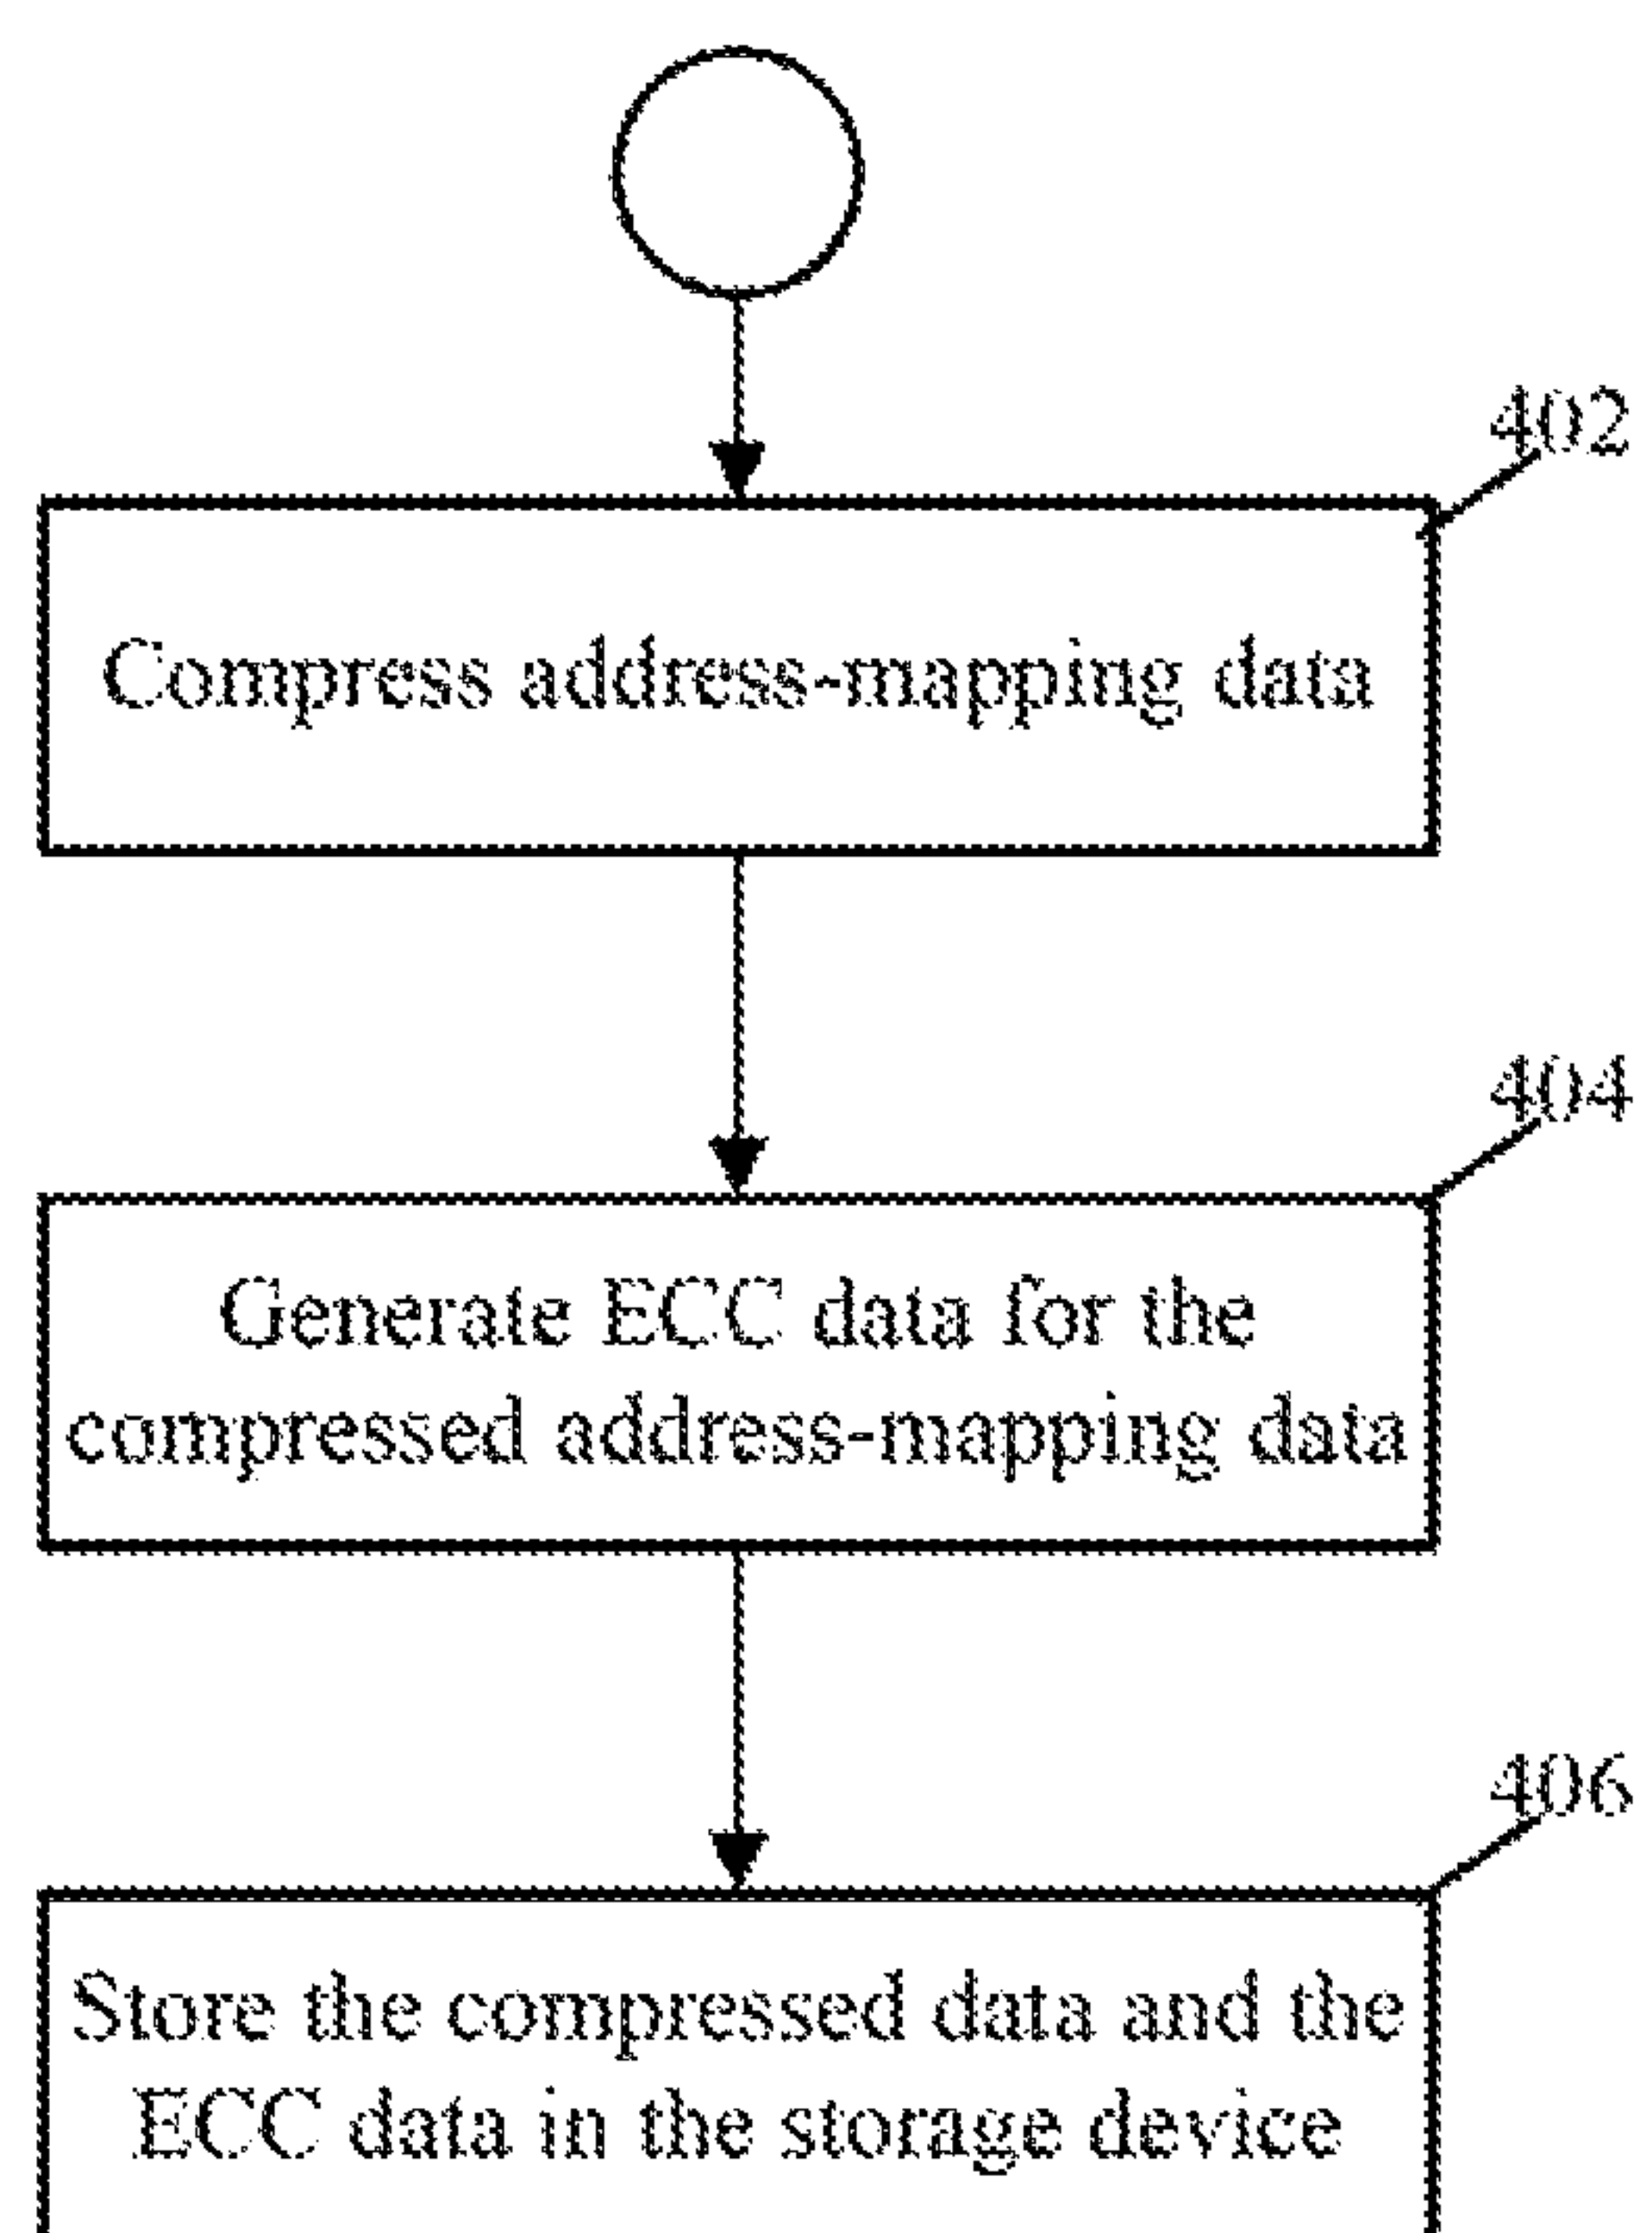 402
Compress address-mapping data
404
Generate ECC data for the
compressed address-mapping data
406
Store the compressed data and the
ECC data in the storage device